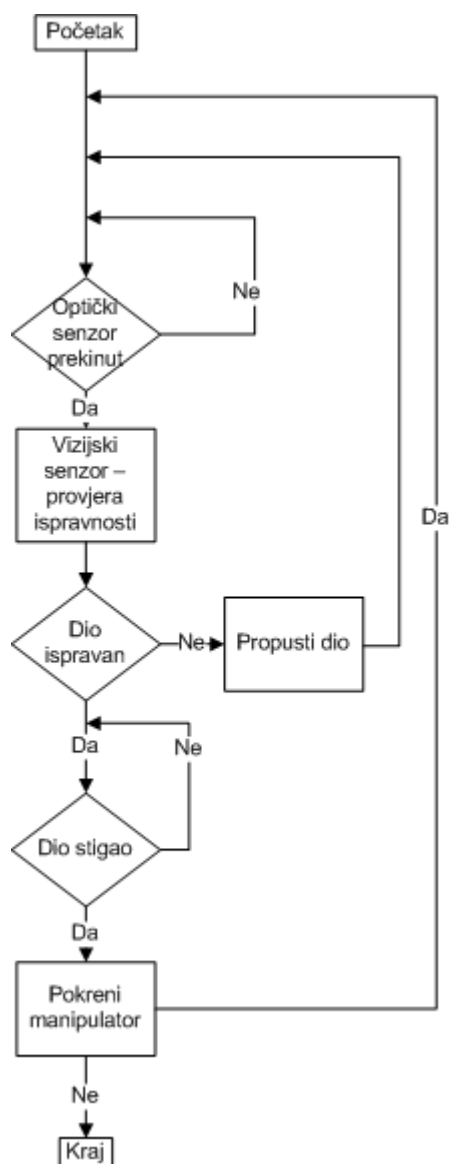 Početak
Ne
Optički
senzor
prekinut
Da
Vizijski
senzor –
provjera
ispravnosti
Da
Dio
ispravan
Ne
Propusti dio
Da
Ne
Dio stigao
Da
Pokreni
manipulator
Ne
Kraj